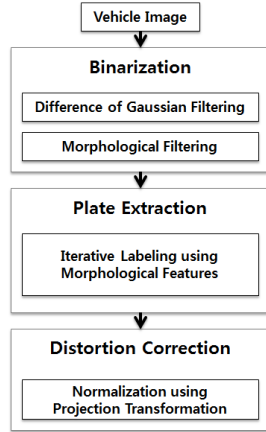 Vehicle Image
Binarization
Difference of Gaussian Filtering
Morphological Filtering
Plate Extraction
Iterative Labeling using
Morphological Features
Distortion Correction
Normalization using
Projection Transformation